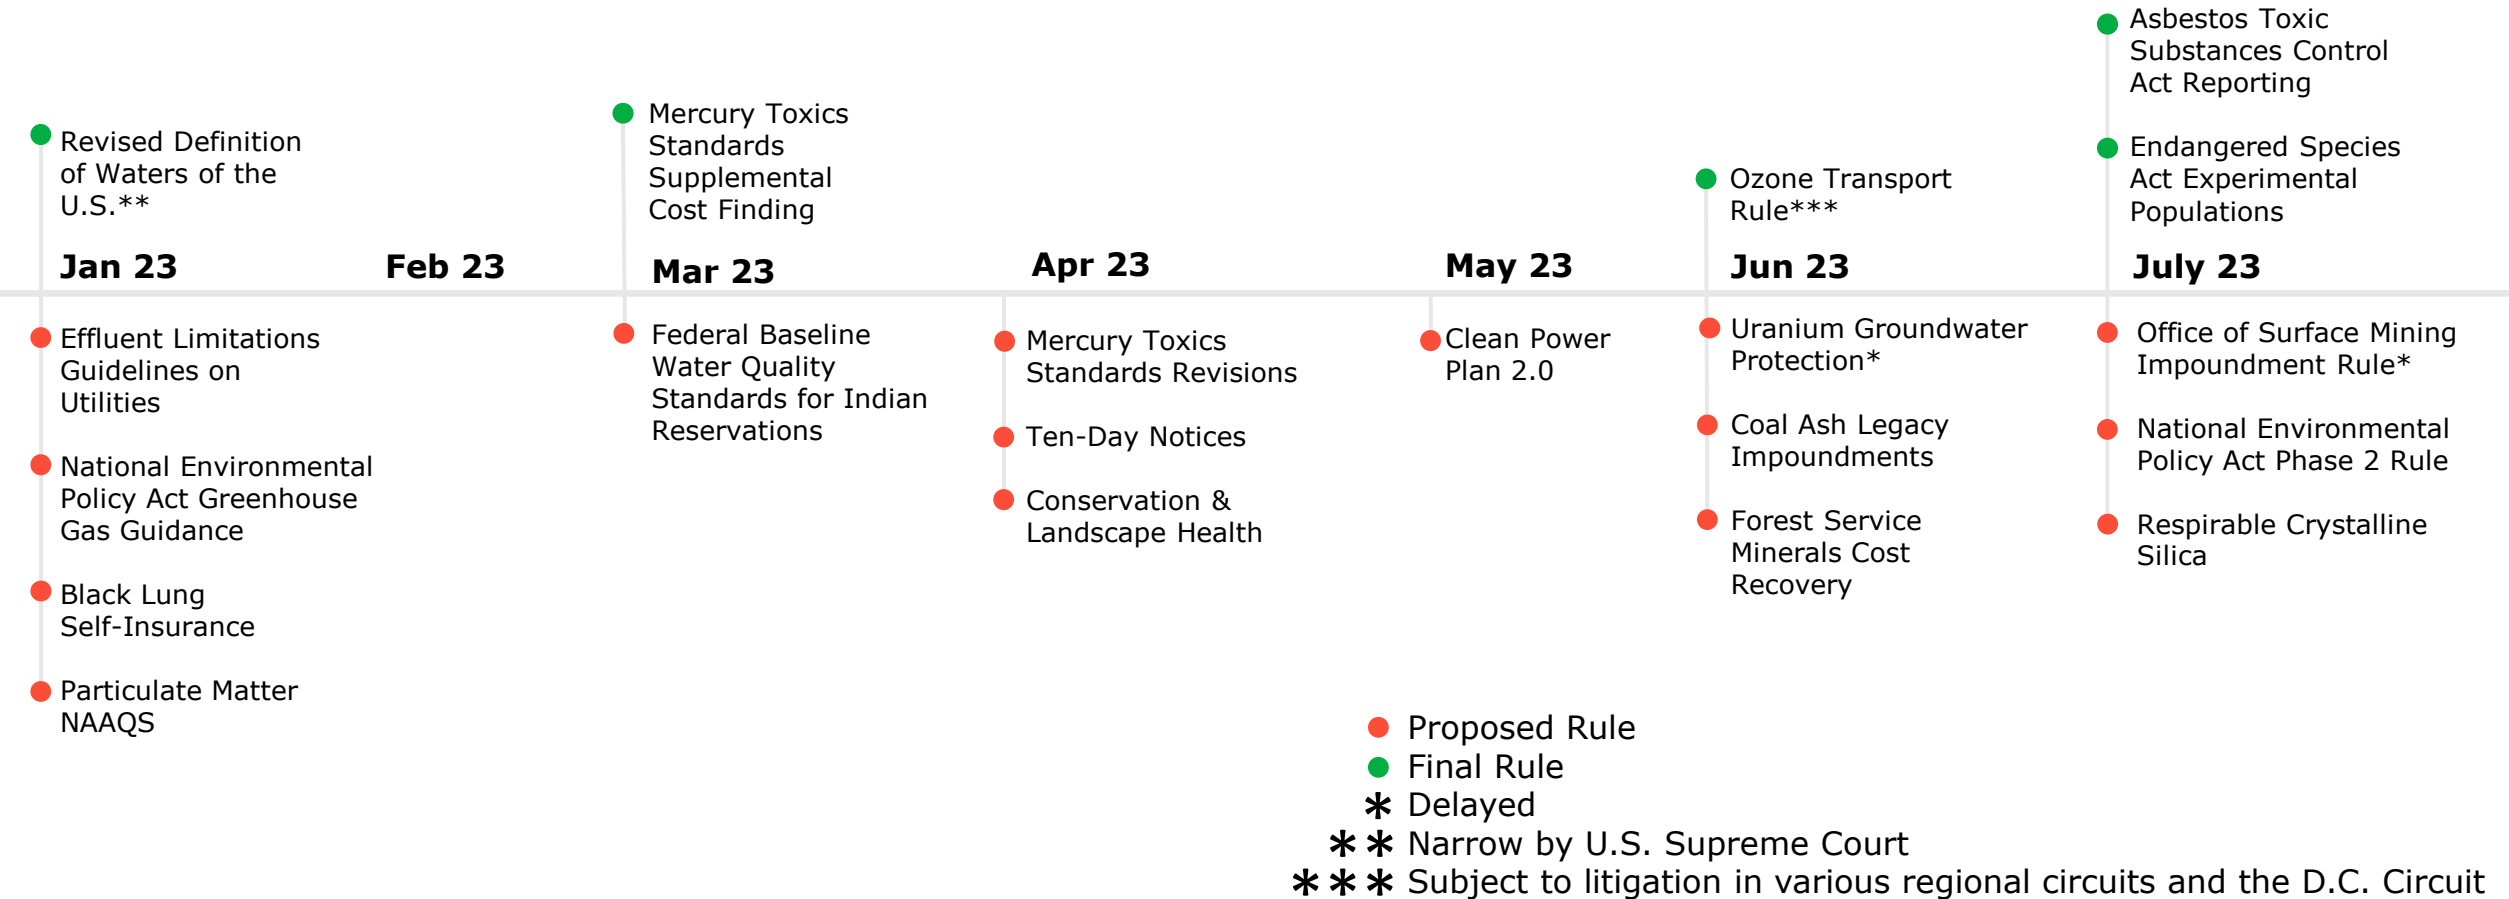 Asbestos Toxic
Substances Control
Act Reporting
Revised Definition
of Waters of the
U.S.**
Mercury Toxics
Standards
Supplemental
Cost Finding
Ozone Transport
Rule***
Endangered Species
Act Experimental
Populations
Jan 23
Feb 23
Mar 23
Apr 23
May 23
Jun 23
July 23
Effluent Limitations
Guidelines on
Utilities
National Environmental
Policy Act Greenhouse
Gas Guidance
Black Lung
Self-Insurance
Particulate Matter
NAAQS
Federal Baseline
Water Quality
Standards for Indian
Reservations
Mercury Toxics
Standards Revisions
Ten-Day Notices
Conservation &
Landscape Health
Clean Power
Plan 2.0
Uranium Groundwater
Protection*
Coal Ash Legacy
Impoundments
Forest Service
Minerals Cost
Recovery
Office of Surface Mining
Impoundment Rule*
National Environmental
Policy Act Phase 2 Rule
Respirable Crystalline
Silica
Proposed Rule
Final Rule
* Delayed
** Narrow by U.S. Supreme Court
*** Subject to litigation in various regional circuits and the D.C. Circuit